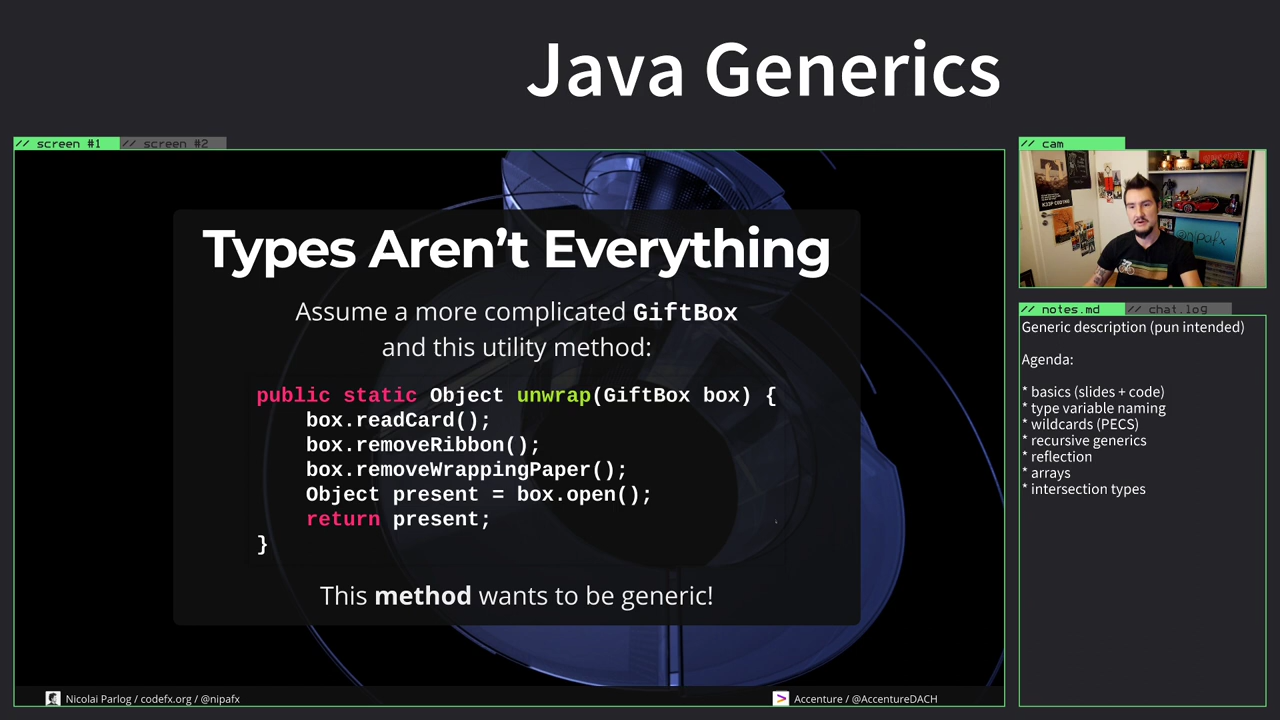 Java Generics
// screen #1
// screen #2
// cam
Types Aren't Everything
Assume a more complicated GiftBox
and this utility method:
public static Object unwrap(GiftBox box) {
    box.readCard();
    box.removeRibbon();
    box.removeWrappingPaper();
    Object present = box.open();
    return present;
}
This method wants to be generic!
Nicolai Parlog / codefx.org / @nipafx
Accenture / @AccentureDACH
@nipafx
// notes.md
// chat.log
Generic description (pun intended)
Agenda:
* basics (slides + code)
* type variable naming
* wildcards (PECS)
* recursive generics
* reflection
* arrays
* intersection types